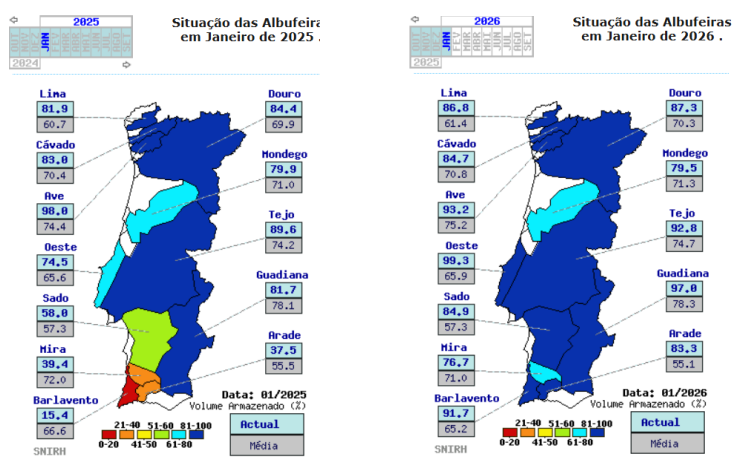 2025
JAN
2024
Situação das Albufeira
em Janeiro de 2025 .
Lima
81.9
60.7
Cávado
83.0
70.4
Ave
98.0
74.4
Oeste
74.5
65.6
Sado
58.0
57.3
Mira
39.4
72.0
Barlavento
15.4
66.6
SNIRH
Douro
84.4
69.9
Mondego
79.9
71.0
Tejo
89.6
74.2
Guadiana
81.7
78.1
Arade
37.5
55.5
Data: 01/2025
Volume Armazenado (%)
21-40 51-60 81-100
0-20 41-50 61-80
Actual
Média
2026
JAN FEV MAR ABR MAI JUN JUL AGO SET
2025
Situação das Albufeiras
em Janeiro de 2026 .
Lima
86.8
61.4
Cávado
84.7
70.8
Ave
93.2
75.2
Oeste
99.3
65.9
Sado
84.9
57.3
Mira
76.7
71.0
Barlavento
91.7
65.2
SNIRH
Douro
87.3
70.3
Mondego
79.5
71.3
Tejo
92.8
74.7
Guadiana
97.0
78.3
Arade
83.3
55.1
Data: 01/2026
Volume Armazenado (%)
21-40 51-60 81-100
0-20 41-50 61-80
Actual
Média